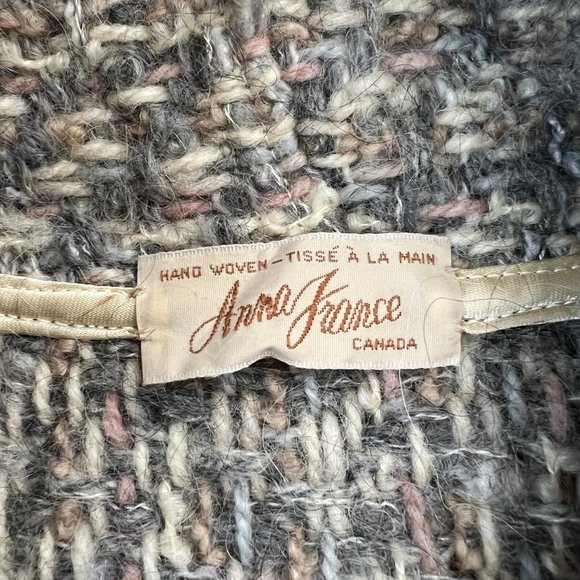 HAND WOVEN-TISSÉ À LA MAIN
Anna France
CANADA